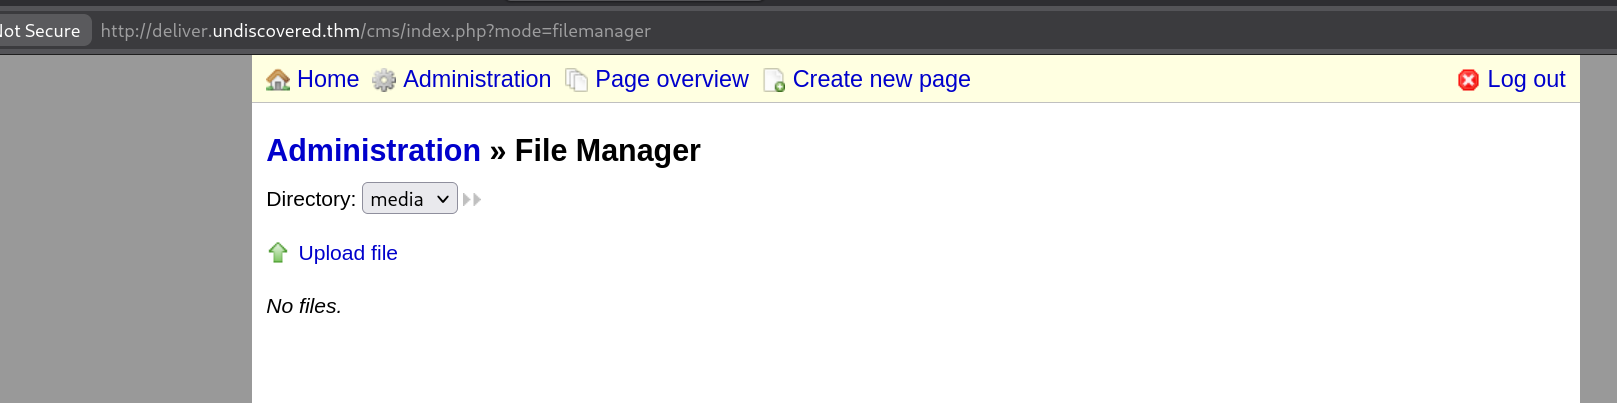 Not Secure http://deliver.undiscovered.thm/cms/index.php?mode=filemanager
Home Administration Page overview Create new page Log out
Administration » File Manager
Directory: media
Upload file
No files.